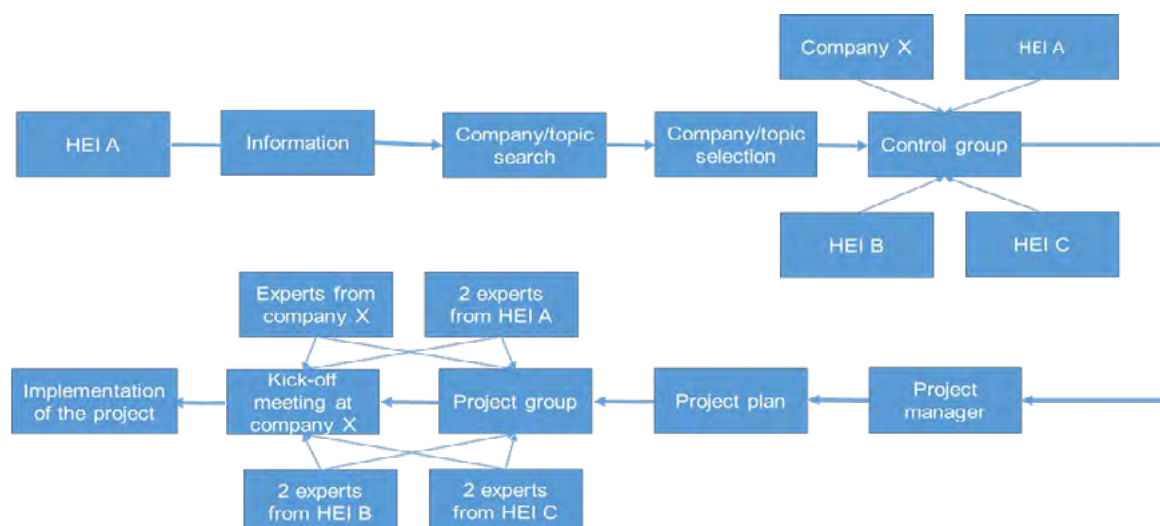 Company X
HEI A
HEI A
Information
Company/topic
search
Company/topic
selection
Control group
HEI B
HEI C
Experts from
company X
2 experts
from HEI A
Implementation
of the project
Kick-off
meeting at
company X
Project group
Project plan
Project
manager
2 experts
from HEI B
2 experts
from HEI C